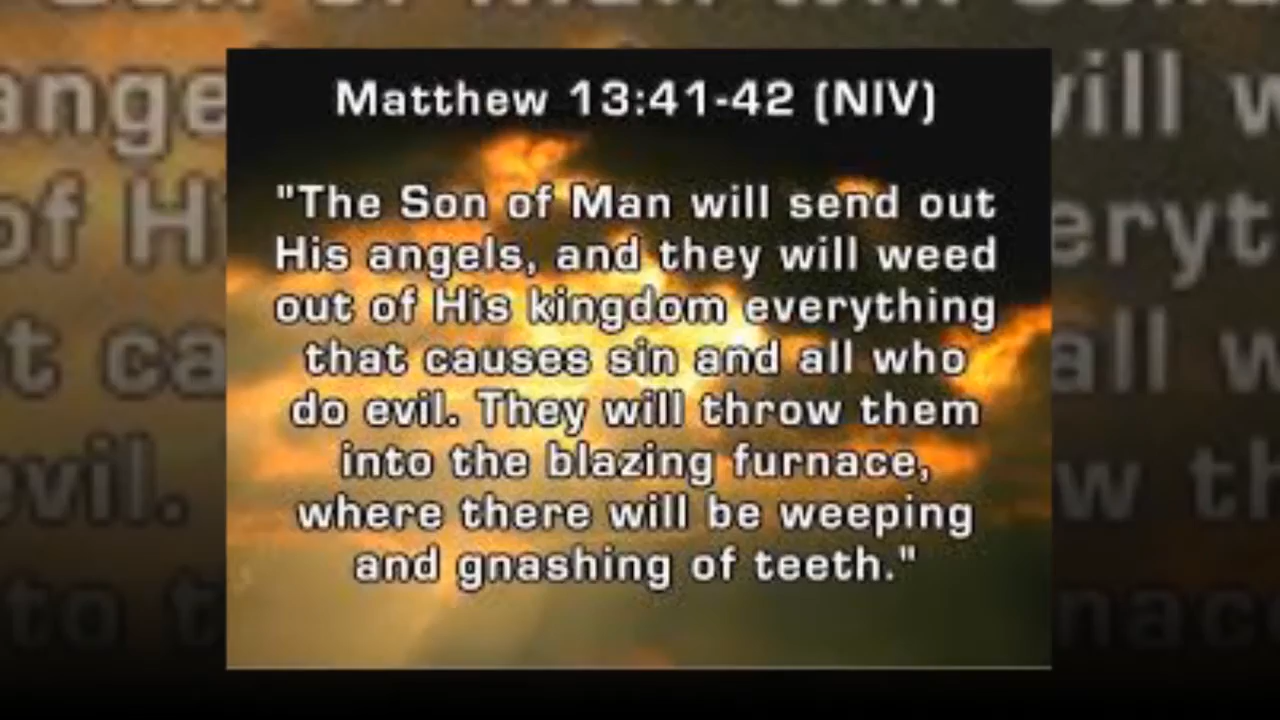 Matthew 13:41-42 (NIV)
"The Son of Man will send out
His angels, and they will weed
out of His kingdom everything
that causes sin and all who
do evil. They will throw them
into the blazing furnace,
where there will be weeping
and gnashing of teeth."